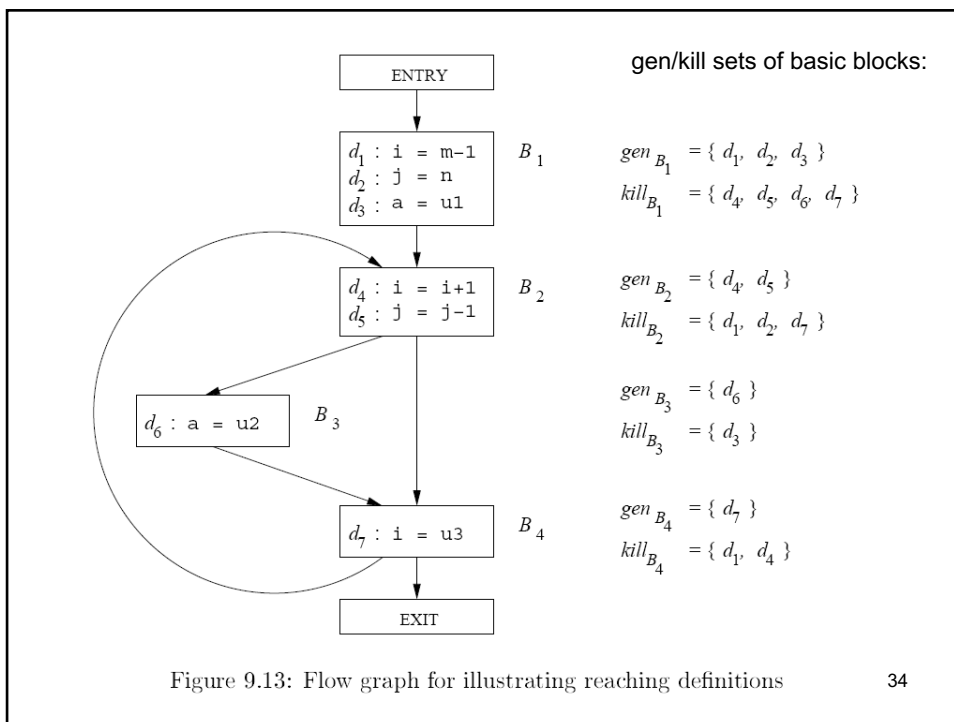 gen/kill sets of basic blocks:
ENTRY
d1 : i = m-1
d2 : j = n
d3 : a = u1
B1
gen B1 = { d1, d2, d3 }
kill B1 = { d4, d5, d6, d7 }
d4 : i = i+1
d5 : j = j-1
B2
gen B2 = { d4, d5 }
kill B2 = { d1, d2, d7 }
d6 : a = u2
B3
gen B3 = { d6 }
kill B3 = { d3 }
d7 : i = u3
B4
gen B4 = { d7 }
kill B4 = { d1, d4 }
EXIT
Figure 9.13: Flow graph for illustrating reaching definitions
34